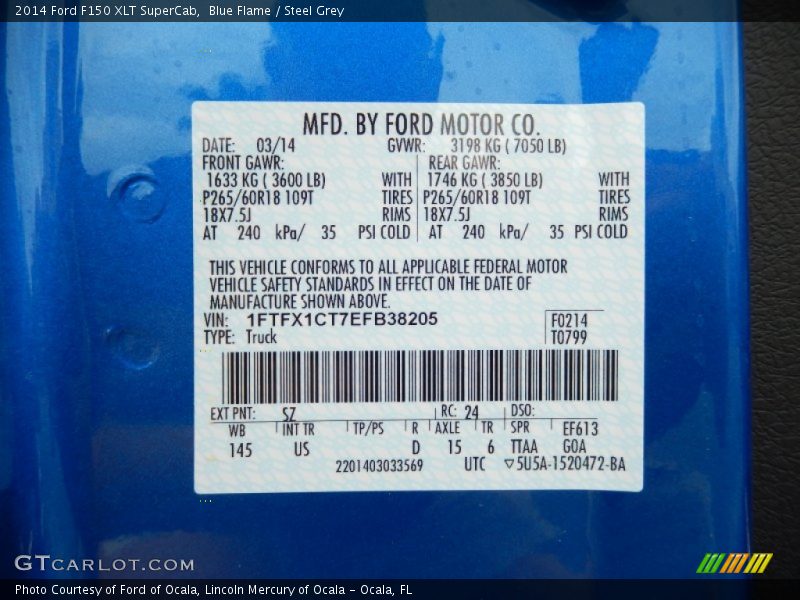 2014 Ford F150 XLT SuperCab,  Blue Flame / Steel Grey
MFD. BY FORD MOTOR CO.
DATE: 03/14 GVWR: 3198 KG ( 7050 LB)
FRONT GAWR: REAR GAWR:
1633 KG ( 3600 LB) WITH 1746 KG ( 3850 LB) WITH
P265/60R18 109T TIRES P265/60R18 109T TIRES
18X7.5J RIMS 18X7.5J RIMS
AT 240 kPa/ 35 PSI COLD AT 240 kPa/ 35 PSI COLD
THIS VEHICLE CONFORMS TO ALL APPLICABLE FEDERAL MOTOR
VEHICLE SAFETY STANDARDS IN EFFECT ON THE DATE OF
MANUFACTURE SHOWN ABOVE.
VIN: 1FTFX1CT7EFB38205 F0214
TYPE: Truck T0799
EXT PNT: SZ RC: 24 DSO:
WB INT TR TP/PS R AXLE TR SPR EF613
145 US D 15 6 TTAA GOA
2201403033569 UTC ▽5U5A-1520472-BA
GTCARLOT.COM
Photo Courtesy of Ford of Ocala, Lincoln Mercury of Ocala - Ocala, FL